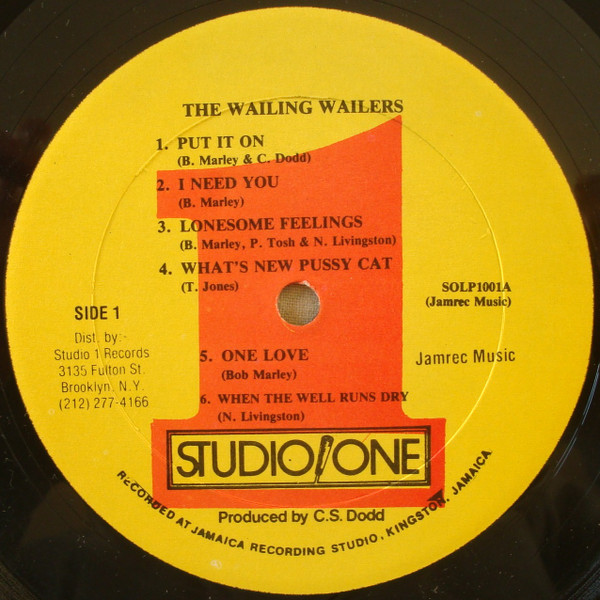 THE WAILING WAILERS
1. PUT IT ON
(B. Marley & C. Dodd)
2. I NEED YOU
(B. Marley)
3. LONESOME FEELINGS
(B. Marley, P. Tosh & N. Livingston)
4. WHAT'S NEW PUSSY CAT
(T. Jones)
SOLP1001A
(Jamrec Music)
SIDE 1
Dist. by:-
Studio 1 Records
3135 Fulton St.
Brooklyn, N.Y.
(212) 277-4166
5. ONE LOVE
(Bob Marley)
Jamrec Music
6. WHEN THE WELL RUNS DRY
(N. Livingston)
STUDIO ONE
Produced by C.S. Dodd
RECORDED AT JAMAICA RECORDING STUDIO, KINGSTON, JAMAICA